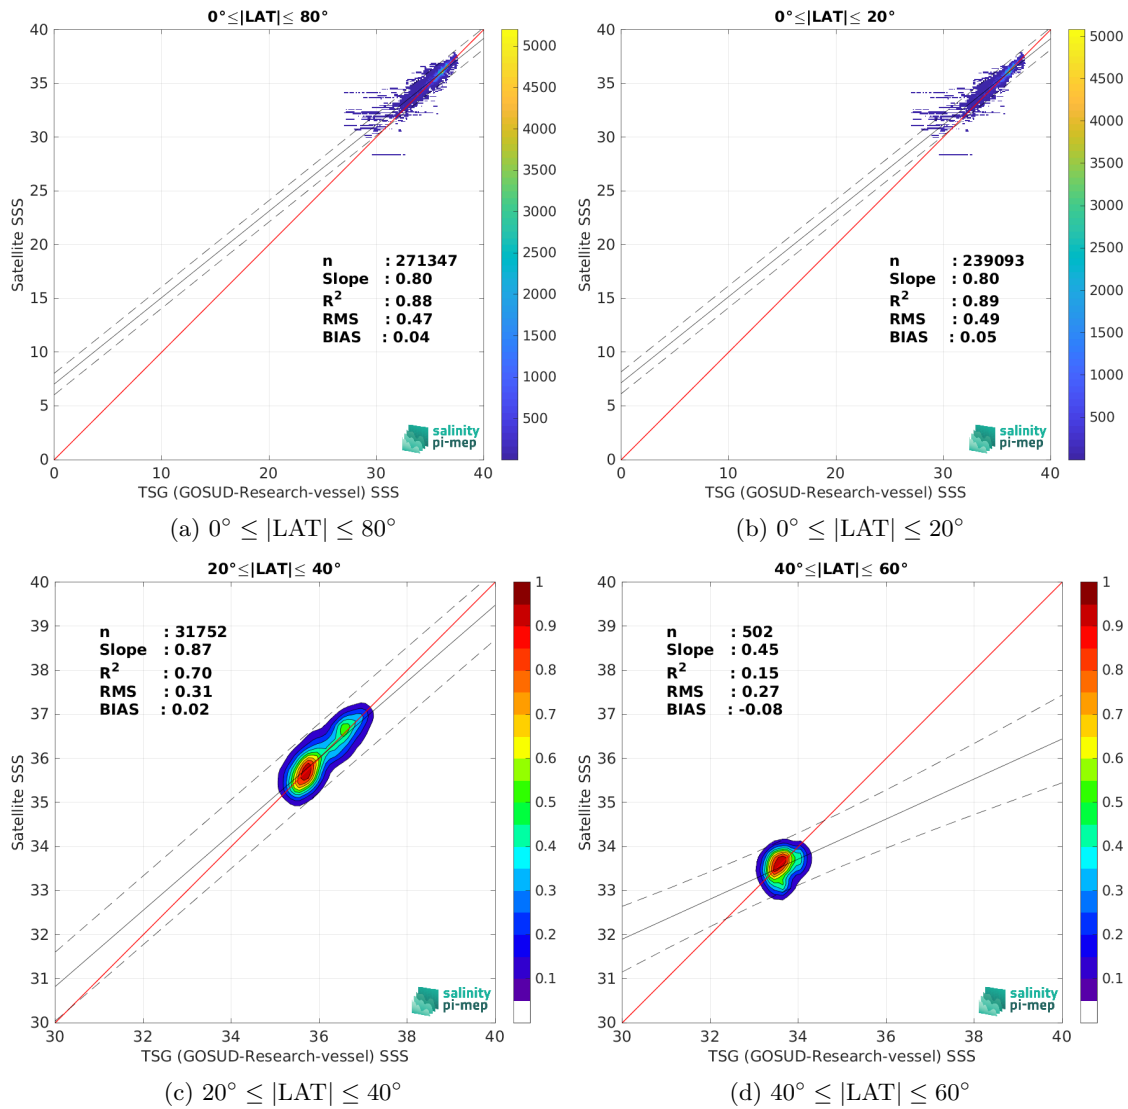 0°≤|LAT|≤ 80°
40
35
30
25
20
15
10
5
0
Satellite SSS
n : 271347
Slope : 0.80
R² : 0.88
RMS : 0.47
BIAS : 0.04
salinity
pi-mep
0 10 20 30 40
TSG (GOSUD-Research-vessel) SSS
5000
4500
4000
3500
3000
2500
2000
1500
1000
500
(a) 0° ≤ |LAT| ≤ 80°
0°≤|LAT|≤ 20°
40
35
30
25
20
15
10
5
0
Satellite SSS
n : 239093
Slope : 0.80
R² : 0.89
RMS : 0.49
BIAS : 0.05
salinity
pi-mep
0 10 20 30 40
TSG (GOSUD-Research-vessel) SSS
5000
4500
4000
3500
3000
2500
2000
1500
1000
500
(b) 0° ≤ |LAT| ≤ 20°
20°≤|LAT|≤ 40°
40
39
38
37
36
35
34
33
32
31
30
Satellite SSS
n : 31752
Slope : 0.87
R² : 0.70
RMS : 0.31
BIAS : 0.02
salinity
pi-mep
30 32 34 36 38 40
TSG (GOSUD-Research-vessel) SSS
1
0.9
0.8
0.7
0.6
0.5
0.4
0.3
0.2
0.1
(c) 20° ≤ |LAT| ≤ 40°
40°≤|LAT|≤ 60°
40
39
38
37
36
35
34
33
32
31
30
Satellite SSS
n : 502
Slope : 0.45
R² : 0.15
RMS : 0.27
BIAS : -0.08
salinity
pi-mep
30 32 34 36 38 40
TSG (GOSUD-Research-vessel) SSS
1
0.9
0.8
0.7
0.6
0.5
0.4
0.3
0.2
0.1
(d) 40° ≤ |LAT| ≤ 60°